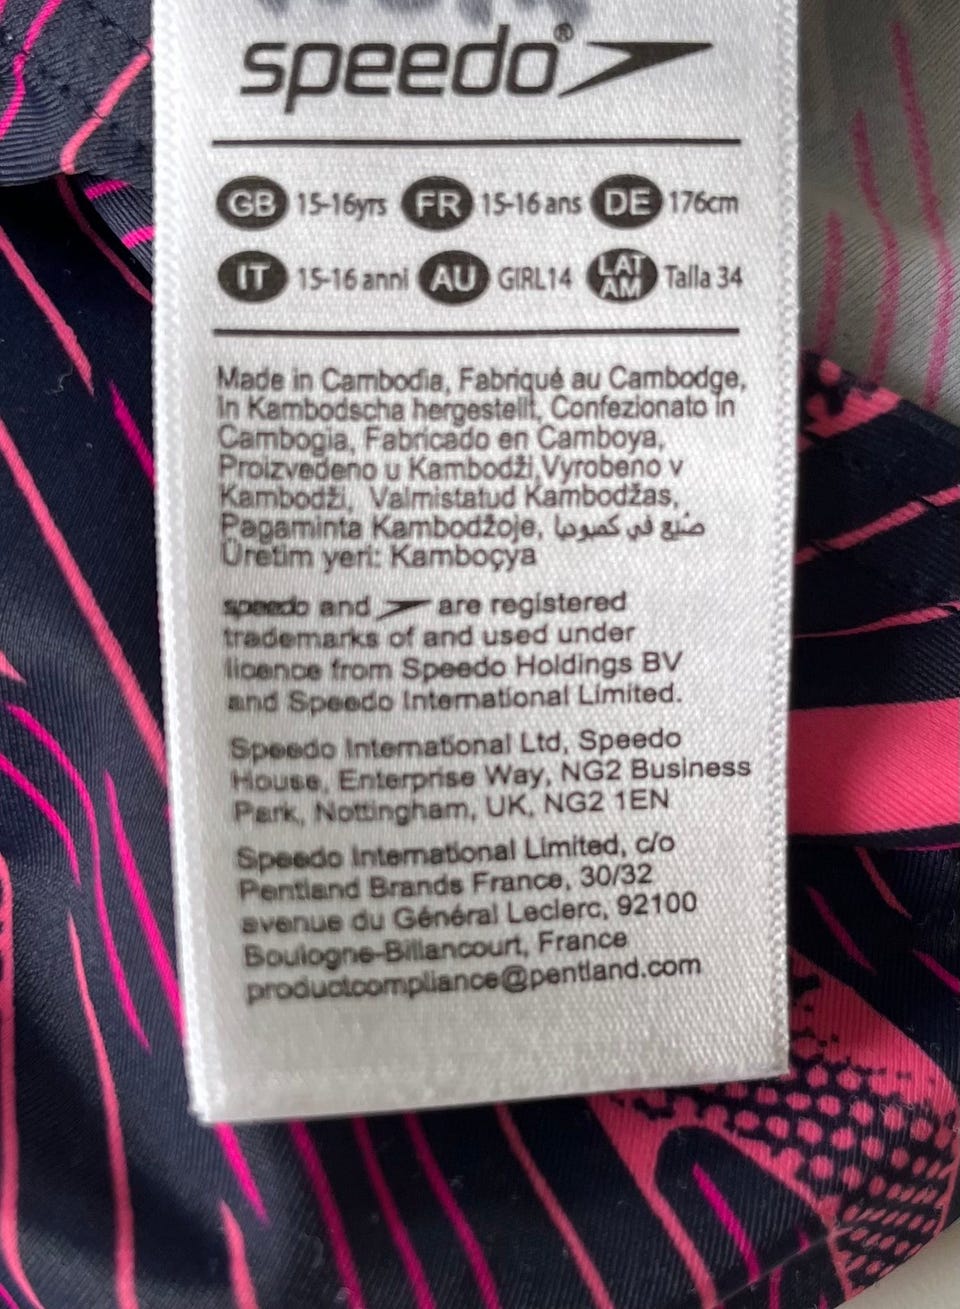 speedo®
GB 15-16yrs FR 15-16 ans DE 176cm
IT 15-16 anni AU GIRL14 LAT AM Talla 34
Made in Cambodia, Fabriqué au Cambodge,
In Kambodscha hergestellt, Confezionato in
Cambogia, Fabricado en Camboya,
Proizvedeno u Kambodži,Vyrobeno v
Kambodži, Valmistatud Kambodžas,
Pagaminta Kambodžoje, صُنِع في كمبوديا
Üretim yeri: Kamboçya
speedo and are registered
trademarks of and used under
licence from Speedo Holdings BV
and Speedo International Limited.
Speedo International Ltd, Speedo
House, Enterprise Way, NG2 Business
Park, Nottingham, UK, NG2 1EN
Speedo International Limited, c/o
Pentland Brands France, 30/32
avenue du Général Leclerc, 92100
Boulogne-Billancourt, France
productcompliance@pentland.com